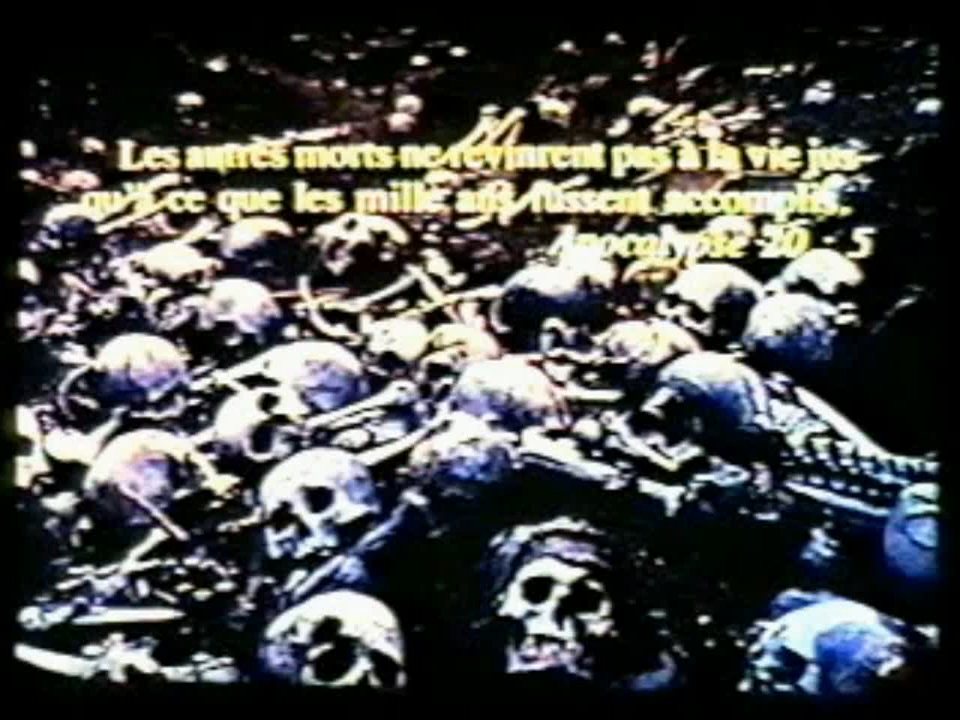 Les autres morts ne revinrent pas à la vie jus-
qu'à ce que les mille ans fussent accomplis.
Apocalypse 20 : 5